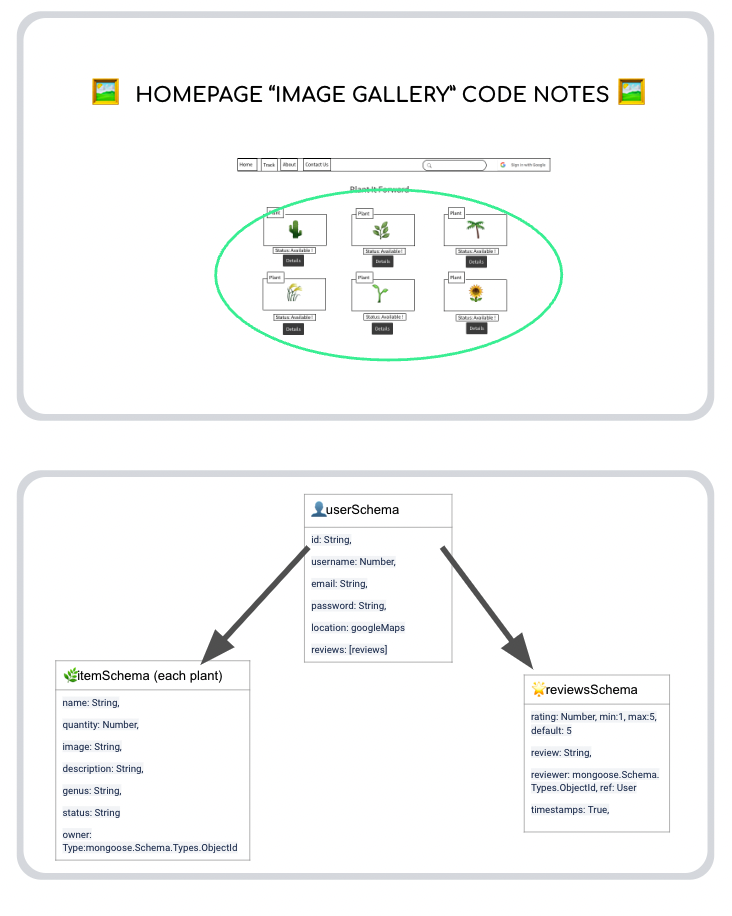 HOMEPAGE “IMAGE GALLERY” CODE NOTES
Home Track About Contact Us Sign in with Google
Plant It Forward
Plant Plant Plant
Status: Available ! Status: Available ! Status: Available !
Details Details Details
Plant Plant Plant
Status: Available ! Status: Available ! Status: Available !
Details Details Details
userSchema
id: String,
username: Number,
email: String,
password: String,
location: googleMaps
reviews: [reviews]
itemSchema (each plant)
name: String,
quantity: Number,
image: String,
description: String,
genus: String,
status: String
owner:
Type:mongoose.Schema.Types.ObjectId
reviewsSchema
rating: Number, min:1, max:5,
default: 5
review: String,
reviewer: mongoose.Schema.
Types.ObjectId, ref: User
timestamps: True,